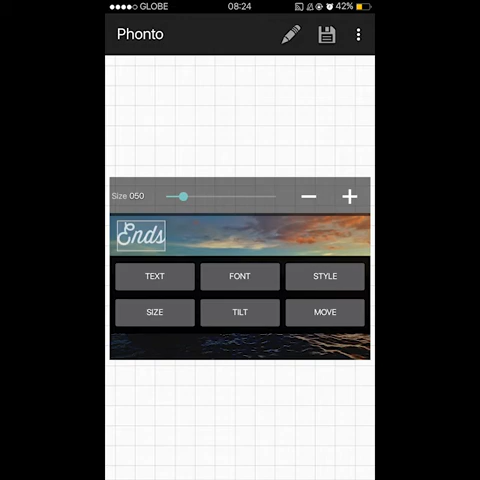 GLOBE 08:24 42%
Phonto
Size 050
Ends
TEXT FONT STYLE
SIZE TILT MOVE